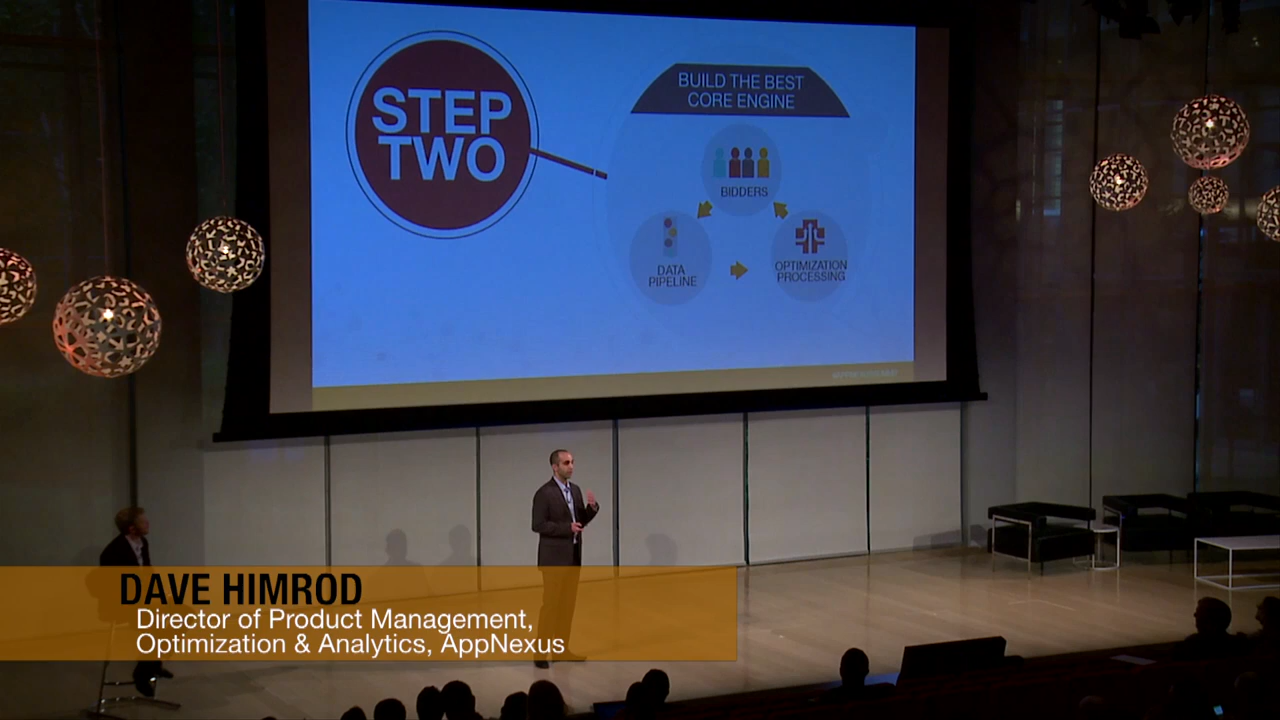 STEP
TWO
BUILD THE BEST
CORE ENGINE
BIDDERS
DATA
PIPELINE
OPTIMIZATION
PROCESSING
DAVE HIMROD
Director of Product Management,
Optimization & Analytics, AppNexus